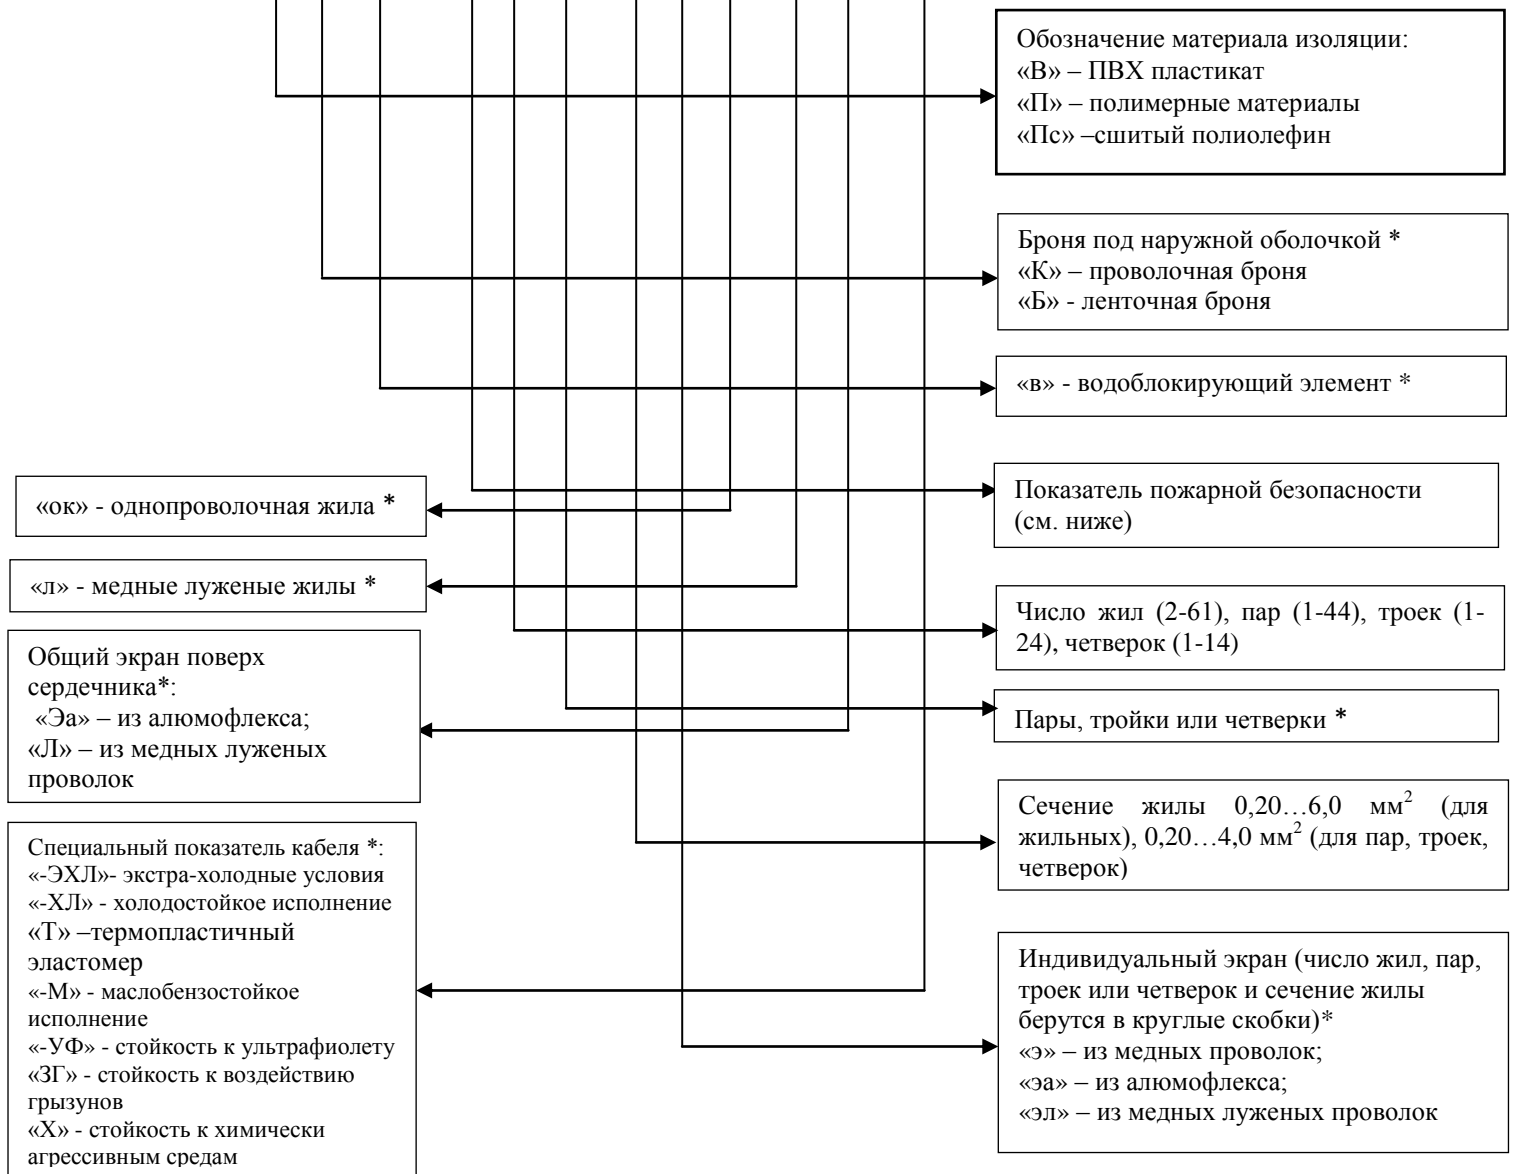 Обозначение материала изоляции:
«В» – ПВХ пластикат
«П» – полимерные материалы
«Пс» –сшитый полиолефин
Броня под наружной оболочкой *
«К» – проволочная броня
«Б» - ленточная броня
«в» - водоблокирующий элемент *
Показатель пожарной безопасности
(см. ниже)
Число жил (2-61), пар (1-44), троек (1-
24), четверок (1-14)
Пары, тройки или четверки *
Сечение жилы 0,20…6,0 мм² (для
жильных), 0,20…4,0 мм² (для пар, троек,
четверок)
Индивидуальный экран (число жил, пар,
троек или четверок и сечение жилы
берутся в круглые скобки)*
«э» – из медных проволок;
«эа» – из алюмофлекса;
«эл» – из медных луженых проволок
«ок» - однопроволочная жила *
«л» - медные луженые жилы *
Общий экран поверх
сердечника*:
«Эа» – из алюмофлекса;
«Л» – из медных луженых
проволок
Специальный показатель кабеля *:
«-ЭХЛ»- экстра-холодные условия
«-ХЛ» - холодостойкое исполнение
«Т» –термопластичный
эластомер
«-М» - маслобензостойкое
исполнение
«-УФ» - стойкость к ультрафиолету
«ЗГ» - стойкость к воздействию
грызунов
«Х» - стойкость к химически
агрессивным средам